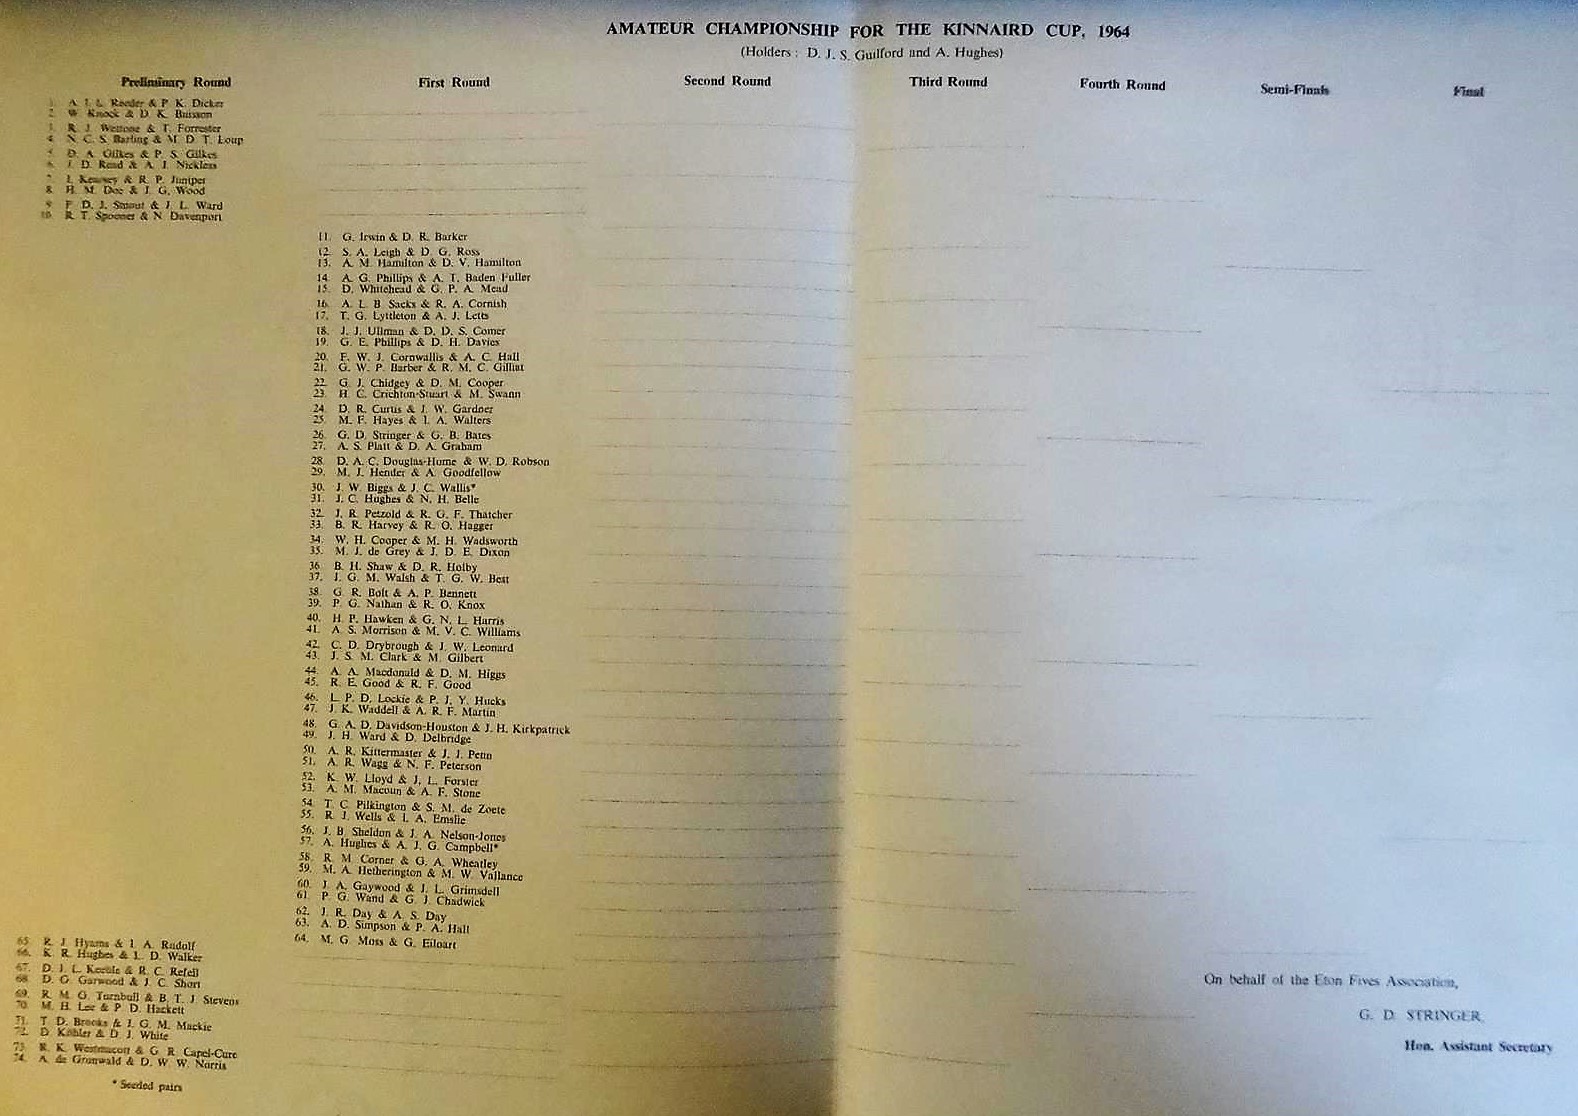 AMATEUR CHAMPIONSHIP FOR THE KINNAIRD CUP, 1964
(Holders: D. J. S. Guilford and A. Hughes)
Preliminary Round First Round Second Round Third Round Fourth Round Semi-Finals Final
1. A. J. L. Reeder & P. K. Dicker
2. W. Knock & D. K. Buisson
3. R. J. & T. Forrester
4. N. C. S. Barling & M. D. T. Loup
5. D. A. Gilkes & P. S. Gilkes
6. J. D. Read & A. J. Nickless
7. I. & R. P. Juniper
8. H. M. Doe & J. G. Wood
9. P. D. J. & J. L. Ward
10. R. T. Spooner & N. Davenport
11. G. Irwin & D. R. Barker
12. S. A. Leigh & D. G. Ross
13. A. M. Hamilton & D. V. Hamilton
14. A. G. Phillips & A. T. Baden Fuller
15. D. Whitehead & G. P. A. Mead
16. A. L. B. Sacks & R. A. Cornish
17. T. G. Lyttleton & A. J. Letts
18. J. J. Ullman & D. D. S. Comer
19. G. E. Phillips & D. H. Davies
20. F. W. J. Cornwallis & A. C. Hall
21. G. W. P. Barber & R. M. C. Gilliat
22. G. J. Chidgey & D. M. Cooper
23. H. C. Crichton-Stuart & M. Swann
24. D. R. Curtis & J. W. Gardner
25. M. F. Hayes & I. A. Walters
26. G. D. Stringer & G. B. Bates
27. A. S. Platt & D. A. Graham
28. D. A. C. Douglas-Home & W. D. Robson
29. M. J. Hender & A. Goodfellow
30. J. W. Biggs & J. C. Wallis*
31. J. C. Hughes & N. H. Belle
32. J. R. Petzold & R. G. F. Thatcher
33. B. R. Harvey & R. O. Hagger
34. W. H. Cooper & M. H. Wadsworth
35. M. J. de Grey & J. D. E. Dixon
36. B. H. Shaw & D. R. Holby
37. J. G. M. Walsh & T. G. W. Best
38. G. R. Bolt & A. P. Bennett
39. P. G. Nathan & R. O. Knox
40. H. P. Hawken & G. N. L. Harris
41. A. S. Morrison & M. V. C. Williams
42. C. D. Drybrough & J. W. Leonard
43. J. S. M. Clark & M. Gilbert
44. A. A. Macdonald & D. M. Higgs
45. R. E. Good & R. F. Good
46. L. P. D. Lockie & P. J. Y. Hucks
47. J. K. Waddell & A. R. F. Martin
48. G. A. D. Davidson-Houston & J. H. Kirkpatrick
49. J. H. Ward & D. Delbridge
50. A. R. Kittermaster & J. J. Penn
51. A. R. Wagg & N. F. Peterson
52. K. W. Lloyd & J. L. Forster
53. A. M. Macoun & A. F. Stone
54. T. C. Pilkington & S. M. de Zoete
55. R. J. Wells & I. A. Emslie
56. J. B. Sheldon & J. A. Nelson-Jones
57. A. Hughes & A. J. G. Campbell*
58. R. M. Corner & G. A. Wheatley
59. M. A. Hetherington & M. W. Vallance
60. J. A. Gaywood & J. L. Grimsdell
61. P. G. Wand & G. J. Chadwick
62. J. R. Day & A. S. Day
63. A. D. Simpson & P. A. Hall
64. M. G. Moss & G. Eiloart
65. R. J. Hyams & I. A. Rudolf
66. K. R. Hughes & L. D. Walker
67. D. J. L. Keeble & R. C. Refell
68. D. G. Garwood & J. C. Short
69. R. M. G. Turnbull & B. T. J. Stevens
70. M. H. Lee & P. D. Hackett
71. T. D. Brooks & J. G. M. Mackie
72. D. Köhler & D. J. White
73. R. K. Westmacott & G. R. Capel-Cure
74. A. de Grunwald & D. W. W. Norris
* Seeded pairs
On behalf of the Eton Fives Association,
G. D. STRINGER,
Hon. Assistant Secretary